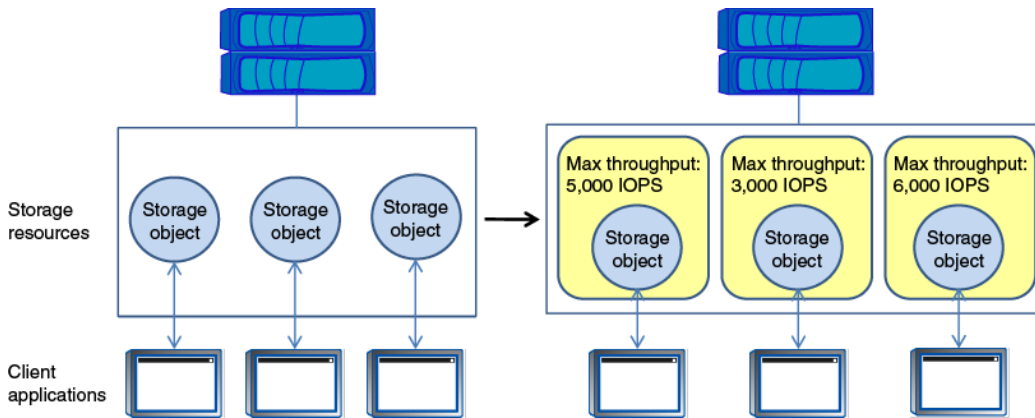 Max throughput:
5,000 IOPS
Max throughput:
3,000 IOPS
Max throughput:
6,000 IOPS
Storage
resources
Storage
object
Storage
object
Storage
object
Storage
object
Storage
object
Storage
object
Client
applications